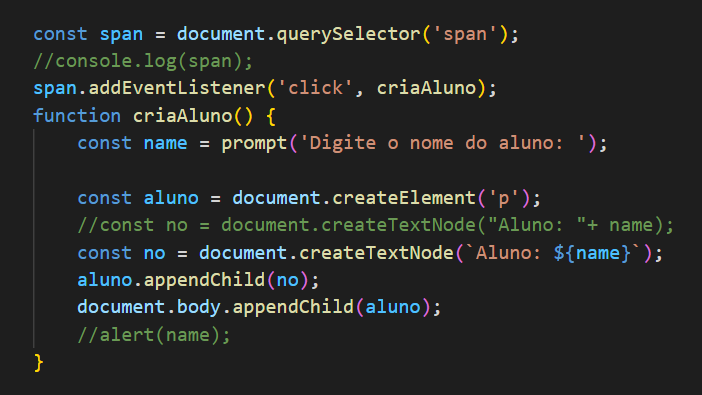 const span = document.querySelector('span');
//console.log(span);
span.addEventListener('click', criaAluno);
function criaAluno() {
    const name = prompt('Digite o nome do aluno: ');

    const aluno = document.createElement('p');
    //const no = document.createTextNode("Aluno: "+ name);
    const no = document.createTextNode(`Aluno: ${name}`);
    aluno.appendChild(no);
    document.body.appendChild(aluno);
    //alert(name);
}